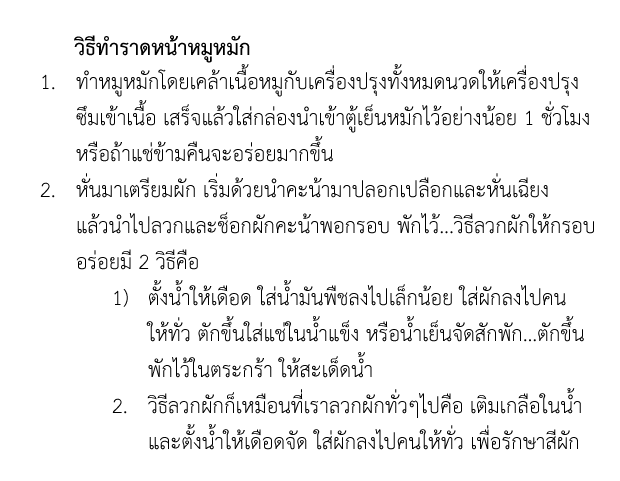 วิธีทำราดหน้าหมูหมัก
1. ทำหมูหมักโดยเคล้าเนื้อหมูกับเครื่องปรุงทั้งหมดนวดให้เครื่องปรุง
ซึมเข้าเนื้อ เสร็จแล้วใส่กล่องนำเข้าตู้เย็นหมักไว้อย่างน้อย 1 ชั่วโมง
หรือถ้าแช่ข้ามคืนจะอร่อยมากขึ้น
2. หั่นมาเตรียมผัก เริ่มด้วยนำคะน้ามาปลอกเปลือกและหั่นเฉียง
แล้วนำไปลวกและช็อกผักคะน้าพอกรอบ พักไว้...วิธีลวกผักให้กรอบ
อร่อยมี 2 วิธีคือ
1) ตั้งน้ำให้เดือด ใส่น้ำมันพืชลงไปเล็กน้อย ใส่ผักลงไปคน
ให้ทั่ว ตักขึ้นใส่แช่ในน้ำแข็ง หรือน้ำเย็นจัดสักพัก...ตักขึ้น
พักไว้ในตระกร้า ให้สะเด็ดน้ำ
2. วิธีลวกผักก็เหมือนที่เราลวกผักทั่วๆไปคือ เติมเกลือในน้ำ
และตั้งน้ำให้เดือดจัด ใส่ผักลงไปคนให้ทั่ว เพื่อรักษาสีผัก